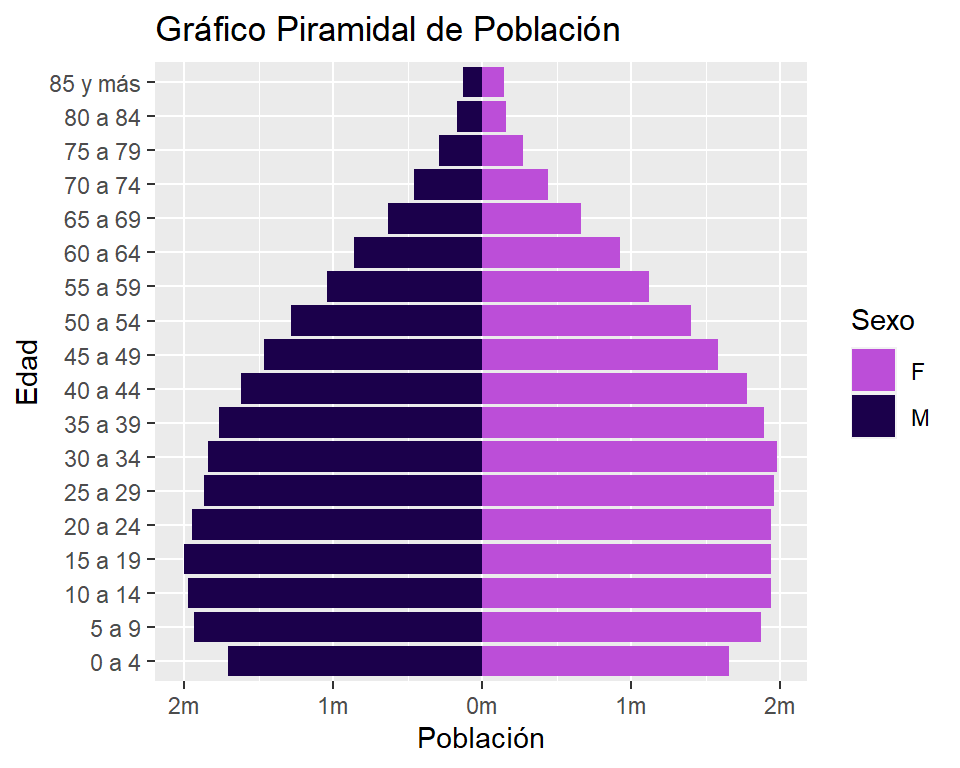 Gráfico Piramidal de Población
85 y más
80 a 84
75 a 79
70 a 74
65 a 69
60 a 64
55 a 59
50 a 54
45 a 49
40 a 44
35 a 39
30 a 34
25 a 29
20 a 24
15 a 19
10 a 14
5 a 9
0 a 4
Edad
2m 1m 0m 1m 2m
Población
Sexo
F
M